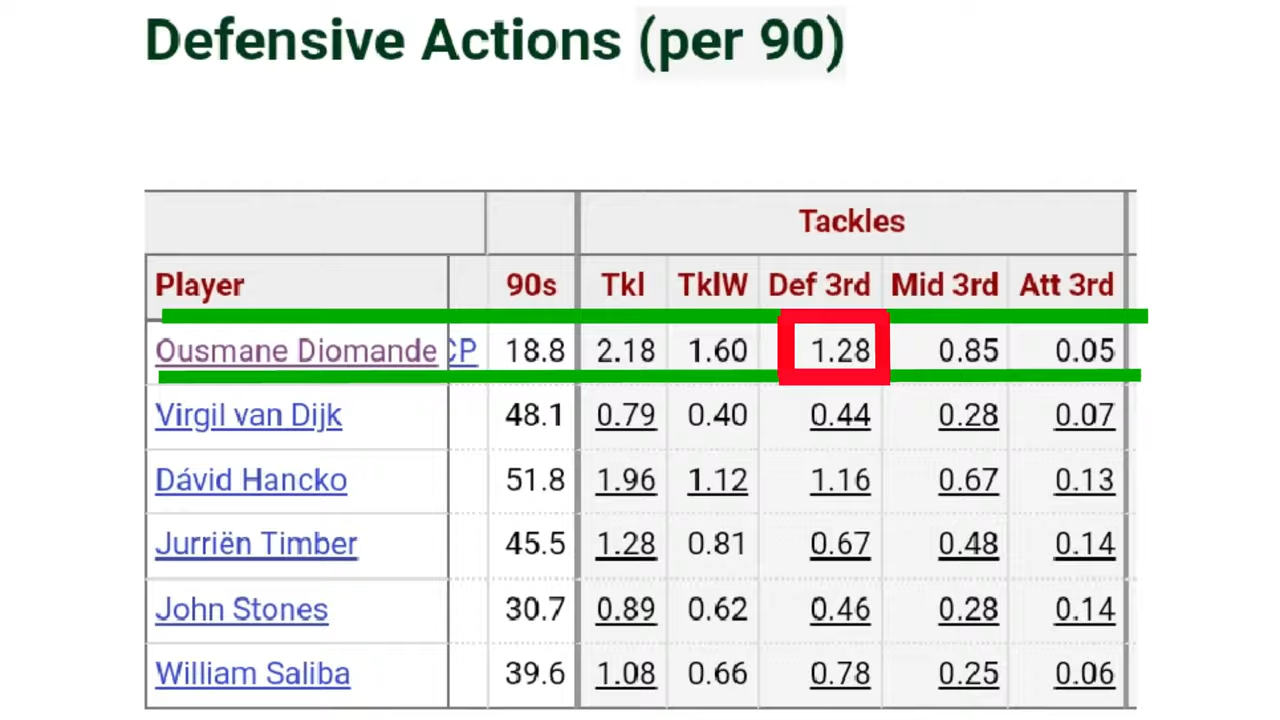 Defensive Actions (per 90)
Tackles
Player 90s Tkl TklW Def 3rd Mid 3rd Att 3rd
Ousmane Diomande CP 18.8 2.18 1.60 1.28 0.85 0.05
Virgil van Dijk 48.1 0.79 0.40 0.44 0.28 0.07
Dávid Hancko 51.8 1.96 1.12 1.16 0.67 0.13
Jurriën Timber 45.5 1.28 0.81 0.67 0.48 0.14
John Stones 30.7 0.89 0.62 0.46 0.28 0.14
William Saliba 39.6 1.08 0.66 0.78 0.25 0.06